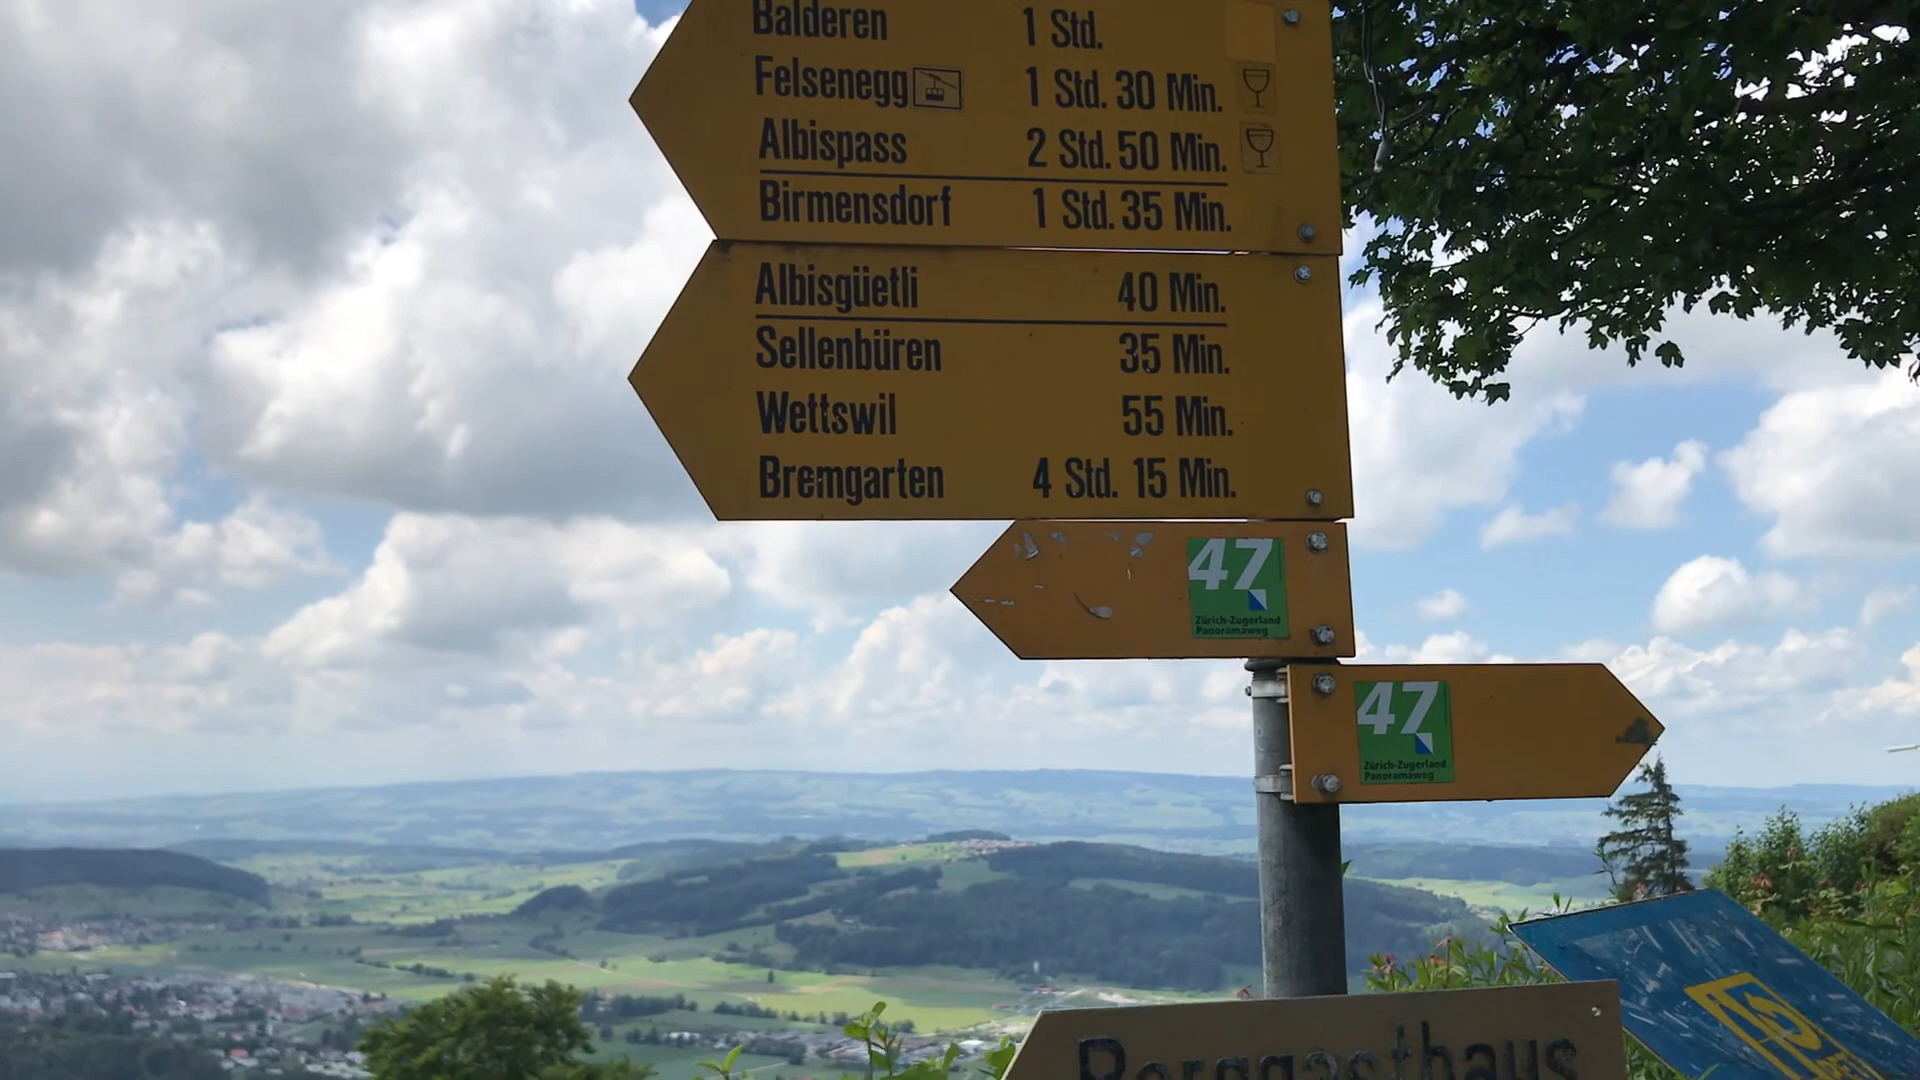 Balderen 1 Std.
Felsenegg 1 Std. 30 Min.
Albispass 2 Std. 50 Min.
Birmensdorf 1 Std. 35 Min.
Albisgüetli 40 Min.
Sellenbüren 35 Min.
Wettswil 55 Min.
Bremgarten 4 Std. 15 Min.
47
Zürich-Zugerland
Panoramaweg
47
Zürich-Zugerland
Panoramaweg
Berggasthaus